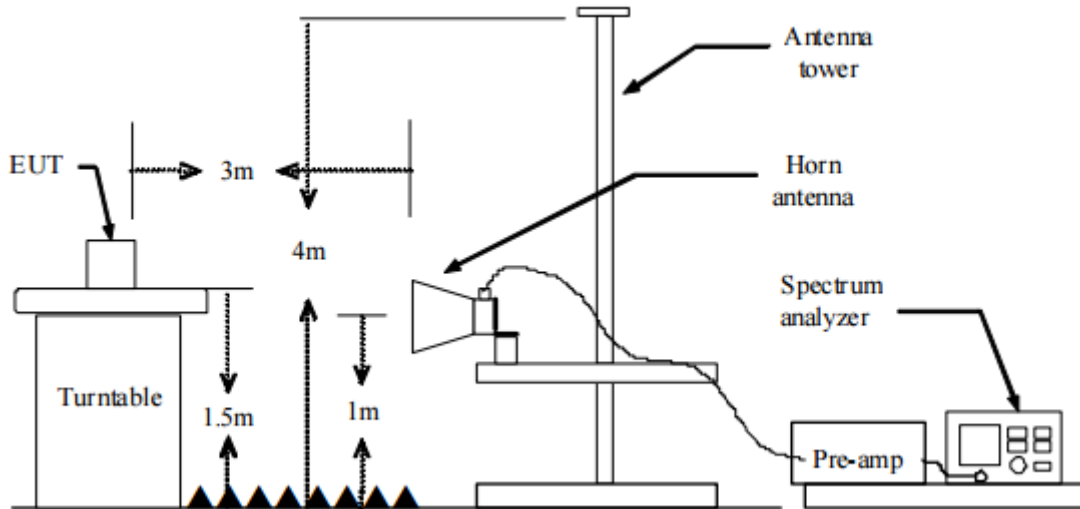 Antenna
tower
EUT
3m
Horn
antenna
4m
Spectrum
analyzer
Turntable
1.5m
1m
Pre-amp